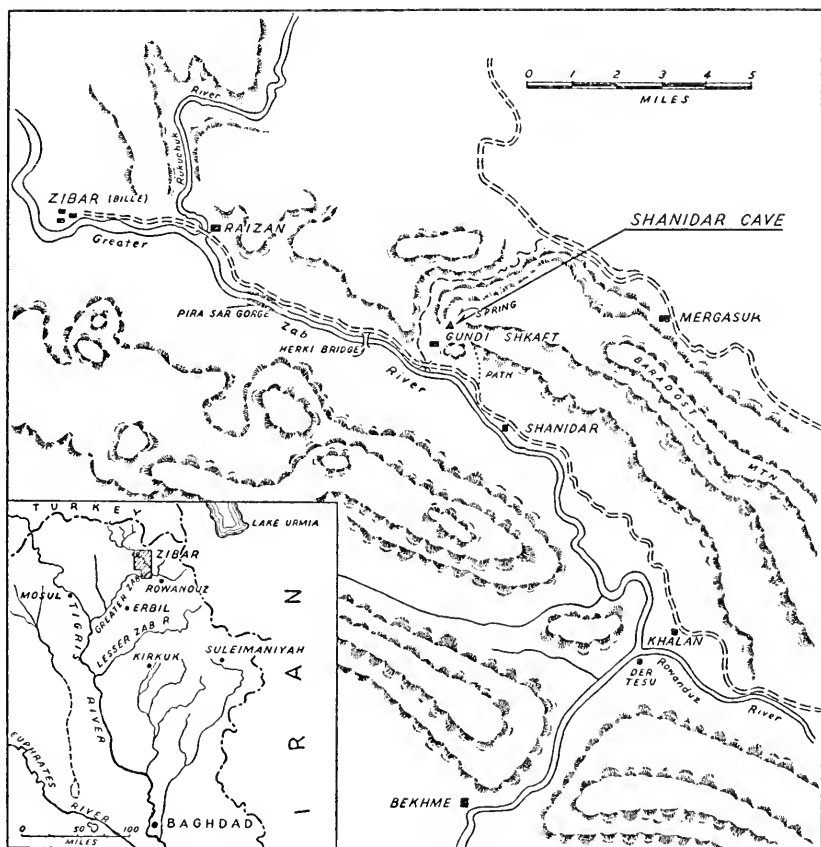 0 1 2 3 4 5
MILES
River
Rukuchuk
ZIBAR (BILLE)
RAIZAN
Greater
SHANIDAR CAVE
PIRA SAR GORGE
Zab
SPRING
MERGASUK
GUNDI SHKAFT
HERKI BRIDGE
River
PATH
BARADOST
MTN
SHANIDAR
TURKEY
LAKE URMIA
ZIBAR
ROWANDUZ
MOSUL
GREATER ZAB
ERBIL
TIGRIS
LESSER ZAB R
SULEIMANIYAH
KIRKUK
RIVER
IRAN
EUPHRATES
RIVER
BAGHDAD
0 50 100
MILES
KHALAN
DER
TESU
Rowanduz
River
BEKHME